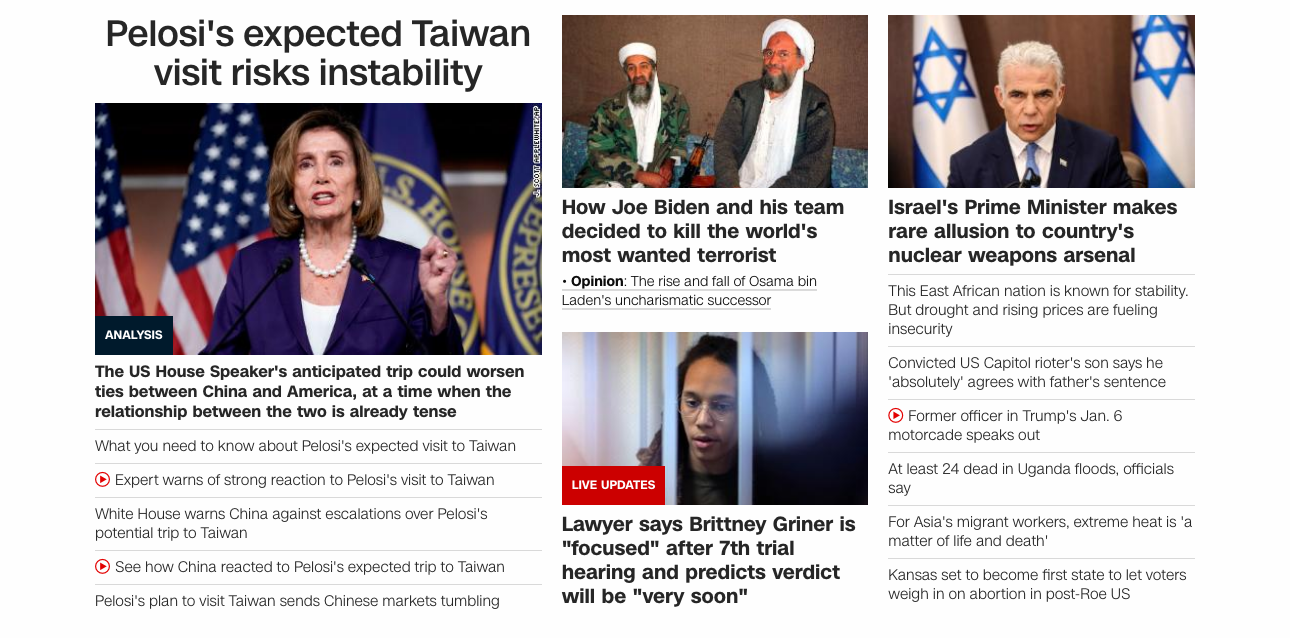 Pelosi's expected Taiwan
visit risks instability
J. SCOTT APPLEWHITE/AP
ANALYSIS
The US House Speaker's anticipated trip could worsen
ties between China and America, at a time when the
relationship between the two is already tense
What you need to know about Pelosi's expected visit to Taiwan
Expert warns of strong reaction to Pelosi's visit to Taiwan
White House warns China against escalations over Pelosi's
potential trip to Taiwan
See how China reacted to Pelosi's expected trip to Taiwan
Pelosi's plan to visit Taiwan sends Chinese markets tumbling
How Joe Biden and his team
decided to kill the world's
most wanted terrorist
• Opinion: The rise and fall of Osama bin
Laden's uncharismatic successor
LIVE UPDATES
Lawyer says Brittney Griner is
"focused" after 7th trial
hearing and predicts verdict
will be "very soon"
Israel's Prime Minister makes
rare allusion to country's
nuclear weapons arsenal
This East African nation is known for stability.
But drought and rising prices are fueling
insecurity
Convicted US Capitol rioter's son says he
'absolutely' agrees with father's sentence
Former officer in Trump's Jan. 6
motorcade speaks out
At least 24 dead in Uganda floods, officials
say
For Asia's migrant workers, extreme heat is 'a
matter of life and death'
Kansas set to become first state to let voters
weigh in on abortion in post-Roe US